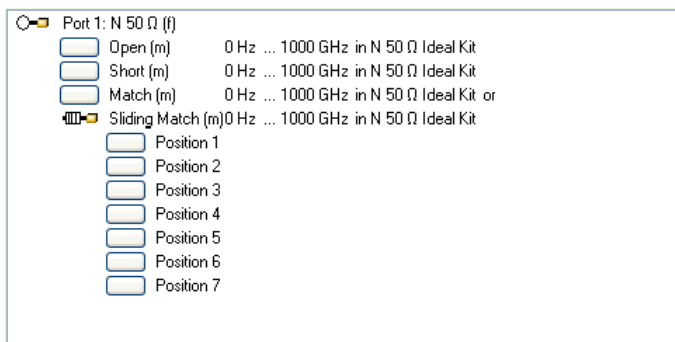 Port 1: N 50 Ω (f)
Open (m) 0 Hz ... 1000 GHz in N 50 Ω Ideal Kit
Short (m) 0 Hz ... 1000 GHz in N 50 Ω Ideal Kit
Match (m) 0 Hz ... 1000 GHz in N 50 Ω Ideal Kit or
Sliding Match (m)0 Hz ... 1000 GHz in N 50 Ω Ideal Kit
Position 1
Position 2
Position 3
Position 4
Position 5
Position 6
Position 7